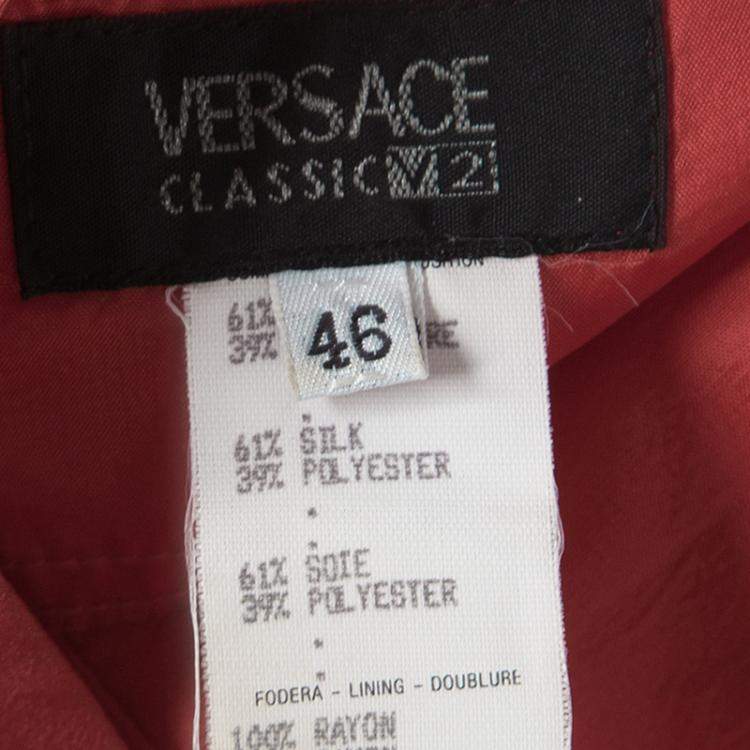 VERSACE
CLASSIC V2
61%
39%
46
61% SILK
39% POLYESTER
61% SOIE
39% POLYESTER
FODERA - LINING - DOUBLURE
100% RAYON